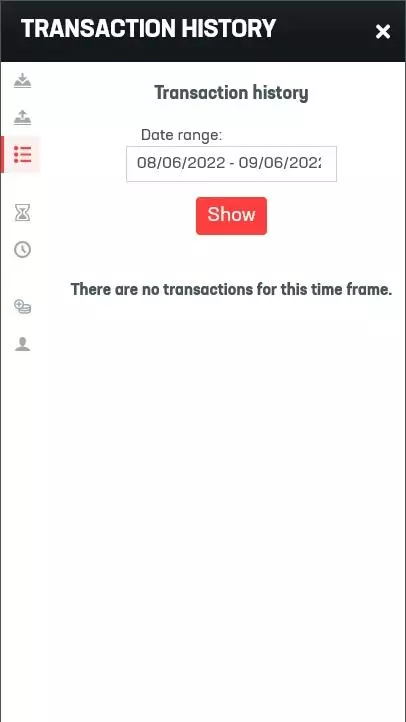 TRANSACTION HISTORY
Transaction history
Date range:
08/06/2022 - 09/06/202
Show
There are no transactions for this time frame.